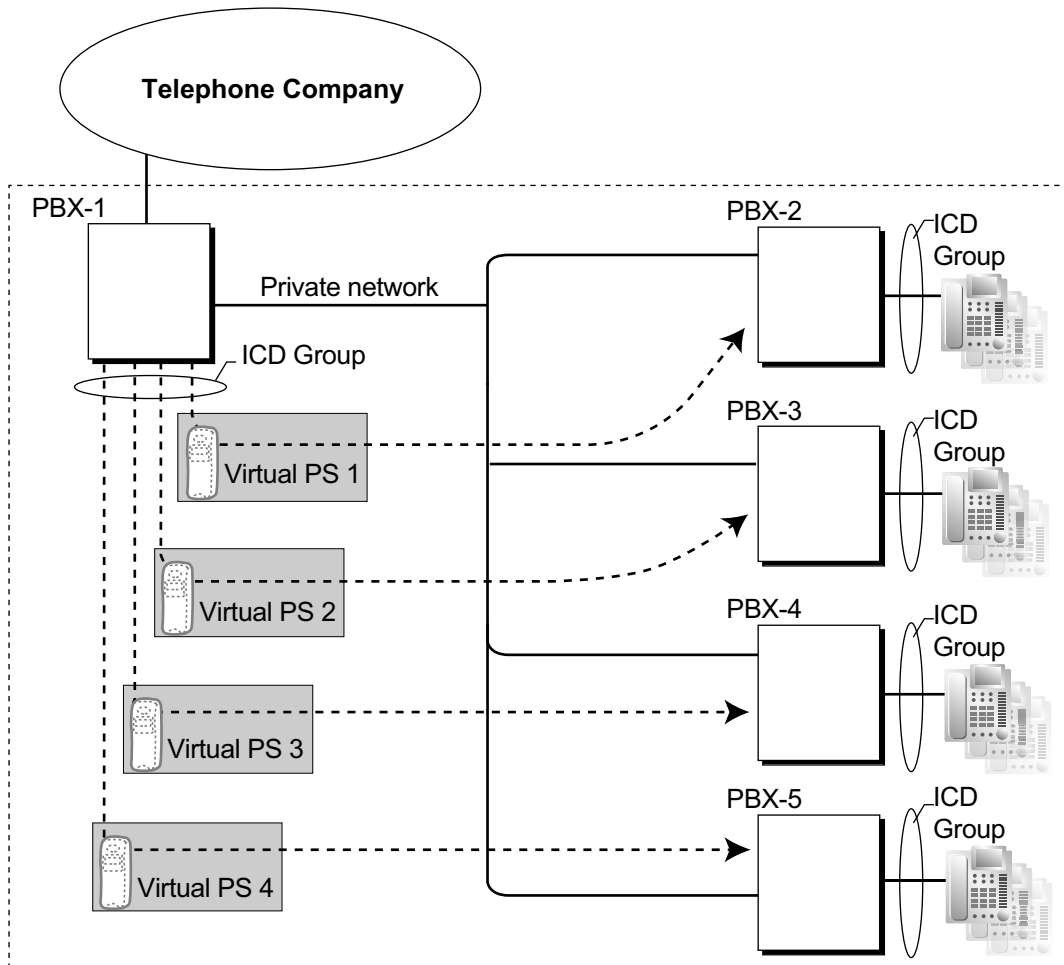 Telephone Company
PBX-1
PBX-2
ICD
Group
Private network
ICD Group
PBX-3
ICD
Group
Virtual PS 1
Virtual PS 2
PBX-4
ICD
Group
Virtual PS 3
PBX-5
ICD
Group
Virtual PS 4